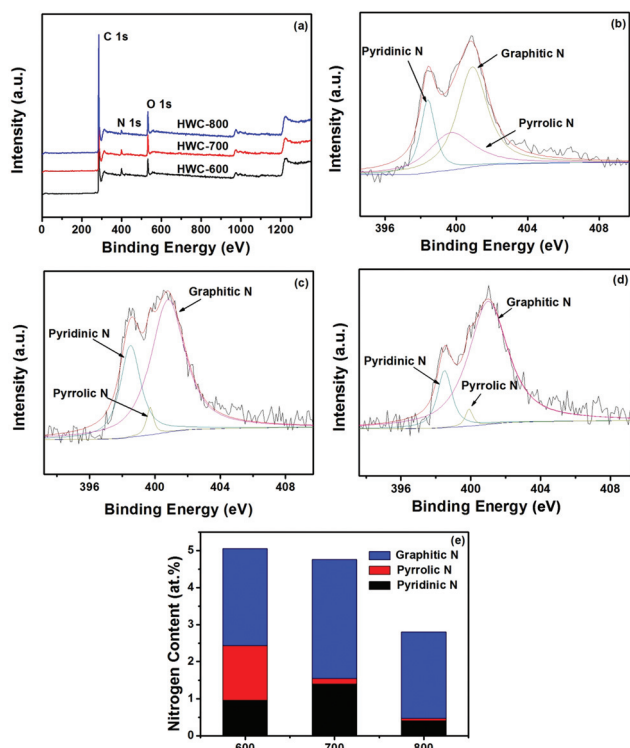 (a)
C 1s
N 1s
O 1s
HWC-800
HWC-700
HWC-600
Intensity (a.u.)
0 200 400 600 800 1000 1200
Binding Energy (eV)
(b)
Pyridinic N
Graphitic N
Pyrrolic N
Intensity (a.u.)
396 400 404 408
Binding Energy (eV)
(c)
Graphitic N
Pyridinic N
Pyrrolic N
Intensity (a.u.)
396 400 404 408
Binding Energy (eV)
(d)
Graphitic N
Pyridinic N
Pyrrolic N
Intensity (a.u.)
396 400 404 408
Binding Energy (eV)
(e)
Graphitic N
Pyrrolic N
Pyridinic N
Nitrogen Content (at.%)
5
4
3
2
1
0
600 700 800